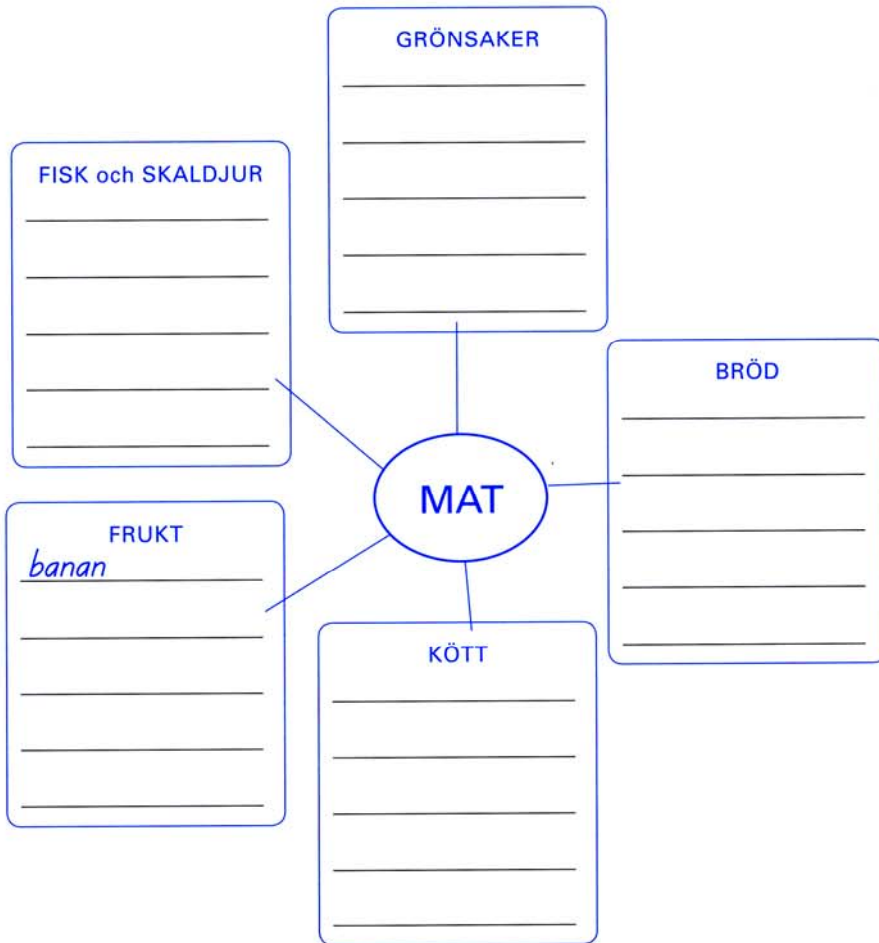 GRÖNSAKER
FISK och SKALDJUR
BRÖD
MAT
FRUKT
banan
KÖTT